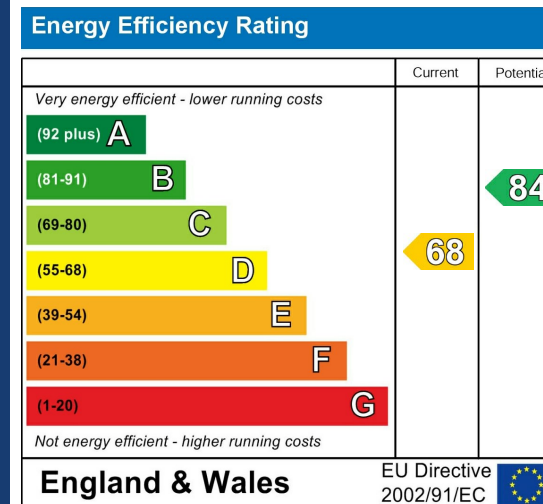 Energy Efficiency Rating
Current Potentia
Very energy efficient - lower running costs
(92 plus) A
(81-91) B
84
(69-80) C
68
(55-68) D
(39-54) E
(21-38) F
(1-20) G
Not energy efficient - higher running costs
England & Wales
EU Directive
2002/91/EC